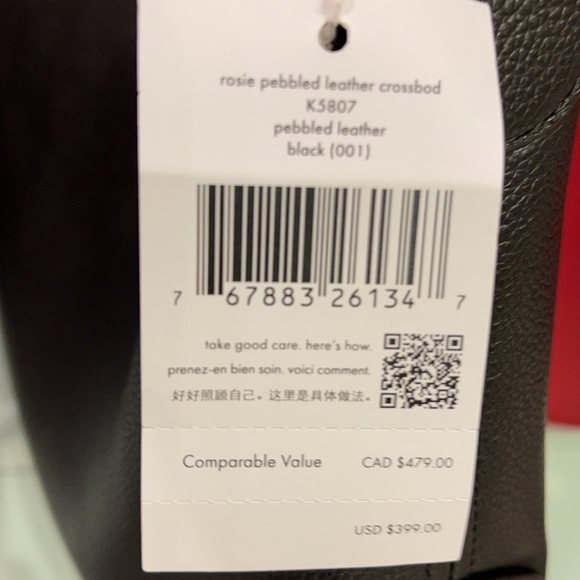 rosie pebbled leather crossbod
K5807
pebbled leather
black (001)
7 67883 26134 7
take good care. here's how.
prenez-en bien soin. voici comment.
好好照顾自己。这里是具体做法。
Comparable Value CAD $479.00
USD $399.00